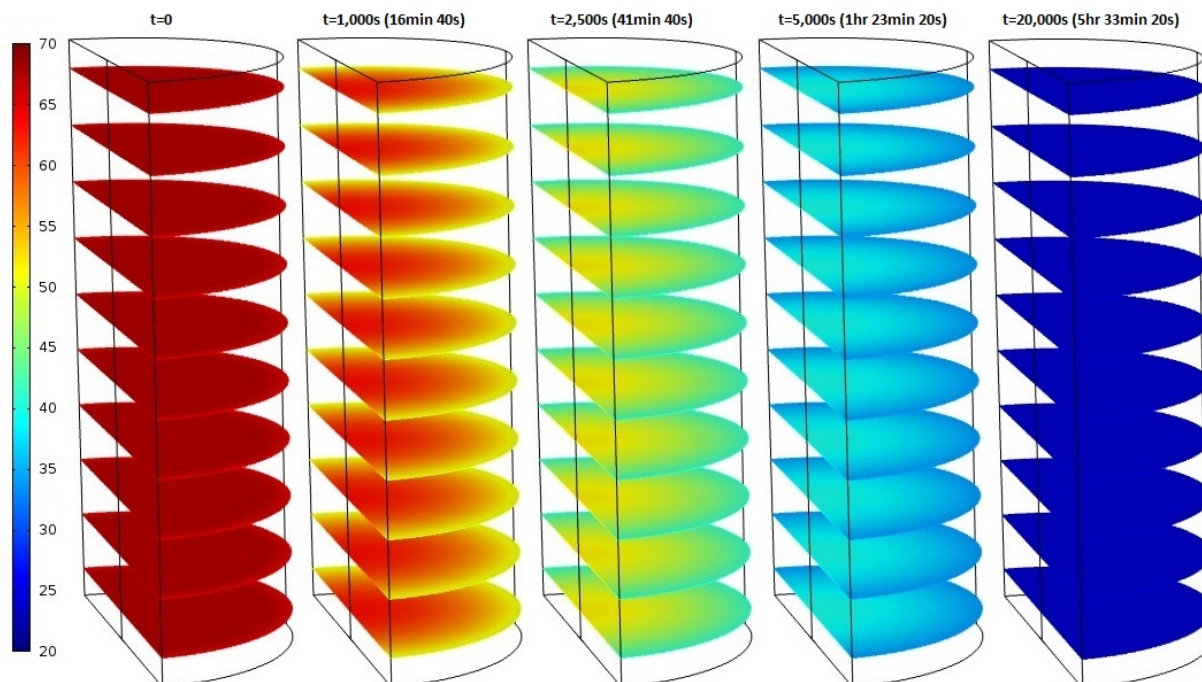 t=0
t=1,000s (16min 40s)
t=2,500s (41min 40s)
t=5,000s (1hr 23min 20s)
t=20,000s (5hr 33min 20s)
70
65
60
55
50
45
40
35
30
25
20